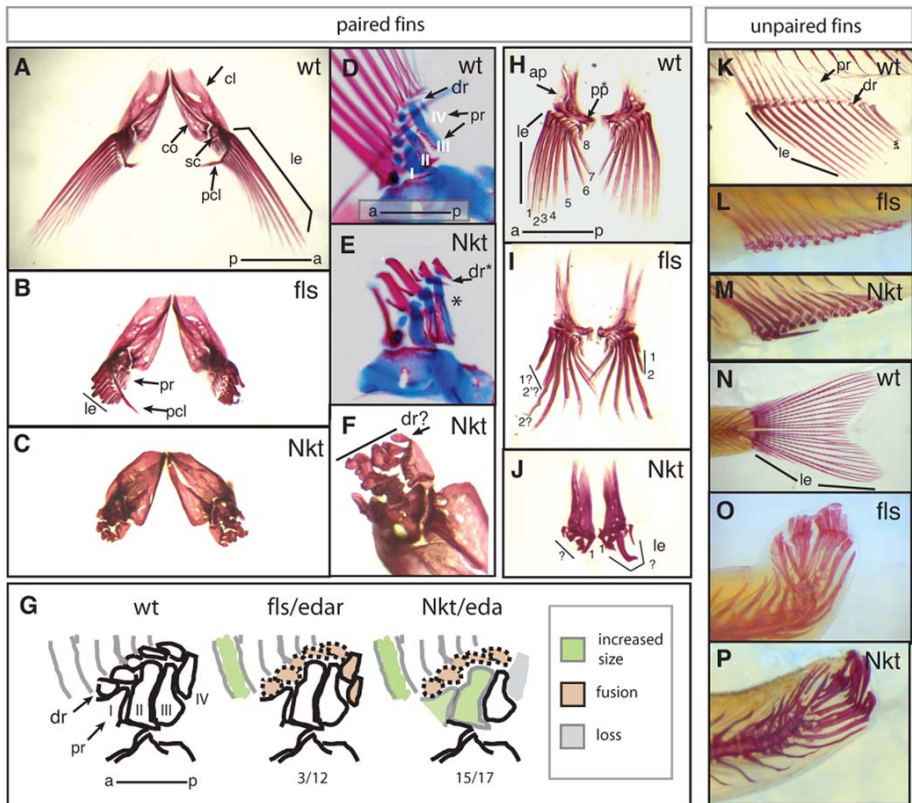 paired fins
unpaired fins
A
wt
cl
co
sc
pcl
le
p a
B
fls
pr
le
pcl
C
Nkt
D
wt
dr
pr
IV
III
II
I
a p
E
Nkt
dr*
*
F
Nkt
dr?
H
wt
ap
pp
le
8
7
6
5
1 2 3 4
a p
I
fls
1
2
1?
2'?
2?
J
Nkt
le
? 1 1 ?
K
wt
pr
dr
le
L
fls
M
Nkt
N
wt
le
O
fls
P
Nkt
G
wt
fls/edar
Nkt/eda
dr
I II III IV
pr
a p
3/12
15/17
increased
size
fusion
loss